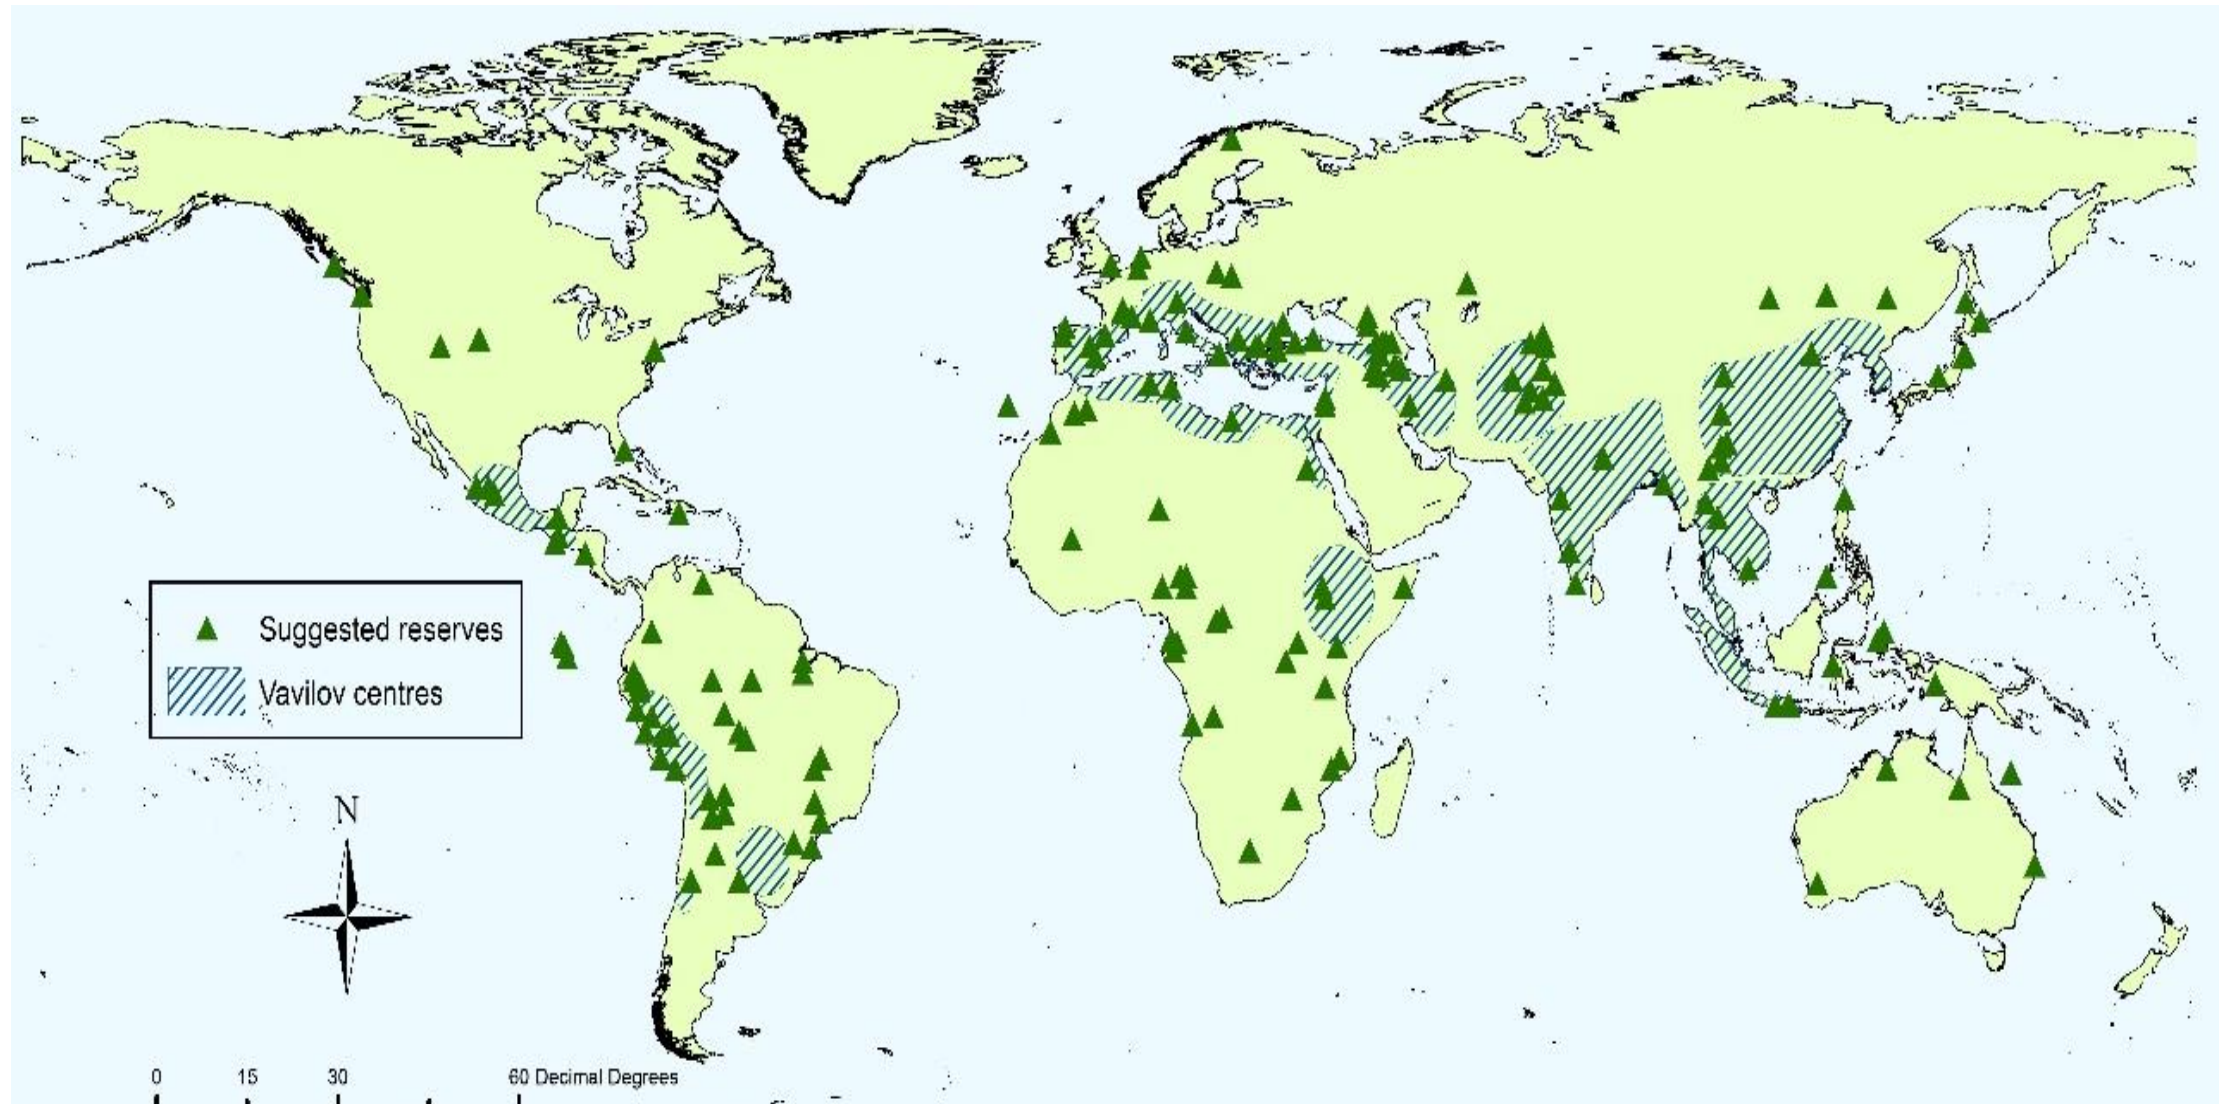 Suggested reserves
Vavilov centres
N
0 15 30 60 Decimal Degrees